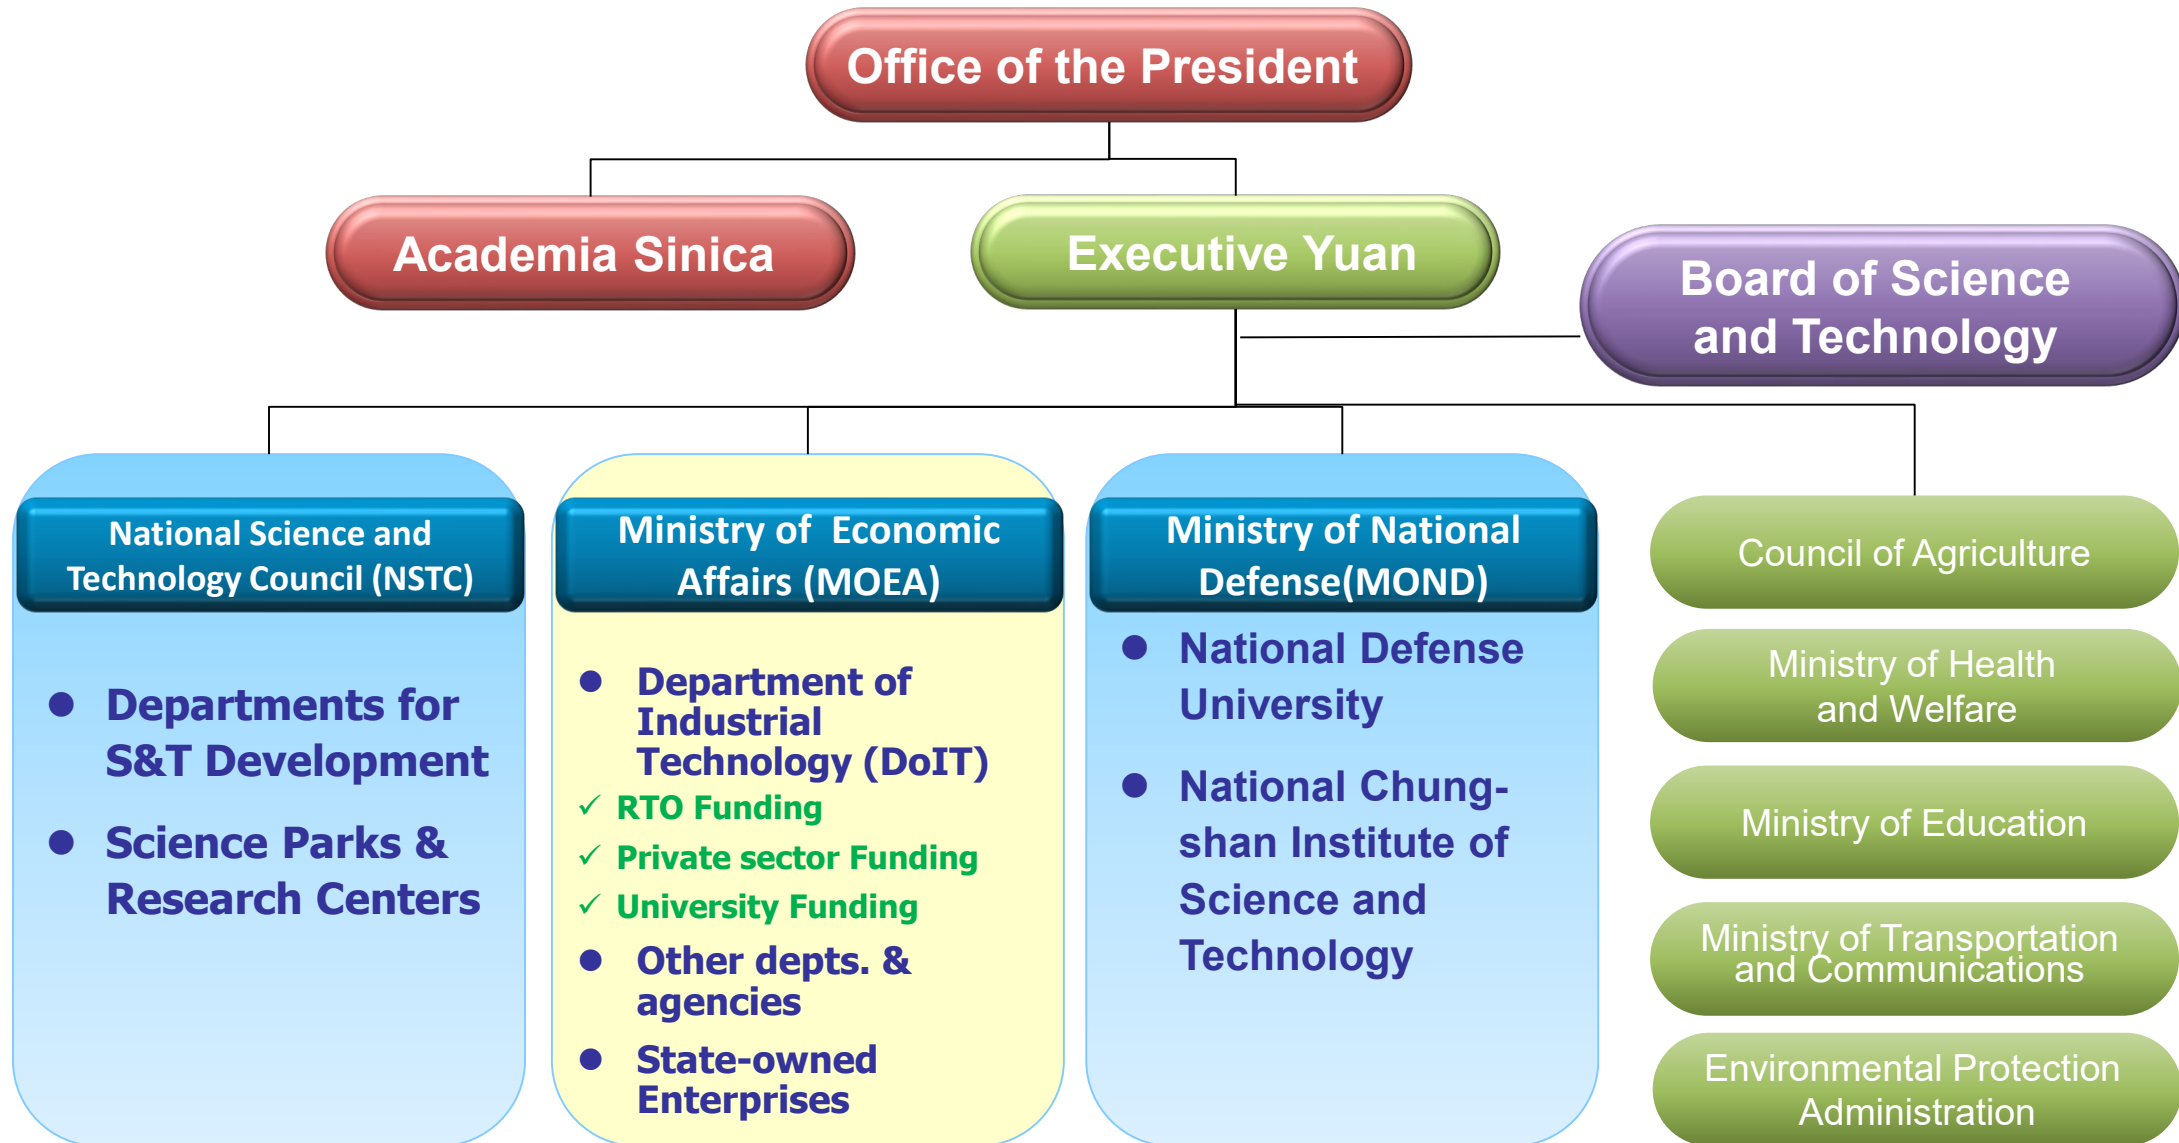 Office of the President
Academia Sinica
Executive Yuan
Board of Science
and Technology
National Science and
Technology Council (NSTC)
● Departments for
S&T Development
● Science Parks &
Research Centers
Ministry of Economic
Affairs (MOEA)
● Department of
Industrial
Technology (DoIT)
✓ RTO Funding
✓ Private sector Funding
✓ University Funding
● Other depts. &
agencies
● State-owned
Enterprises
Ministry of National
Defense(MOND)
● National Defense
University
● National Chung-
shan Institute of
Science and
Technology
Council of Agriculture
Ministry of Health
and Welfare
Ministry of Education
Ministry of Transportation
and Communications
Environmental Protection
Administration